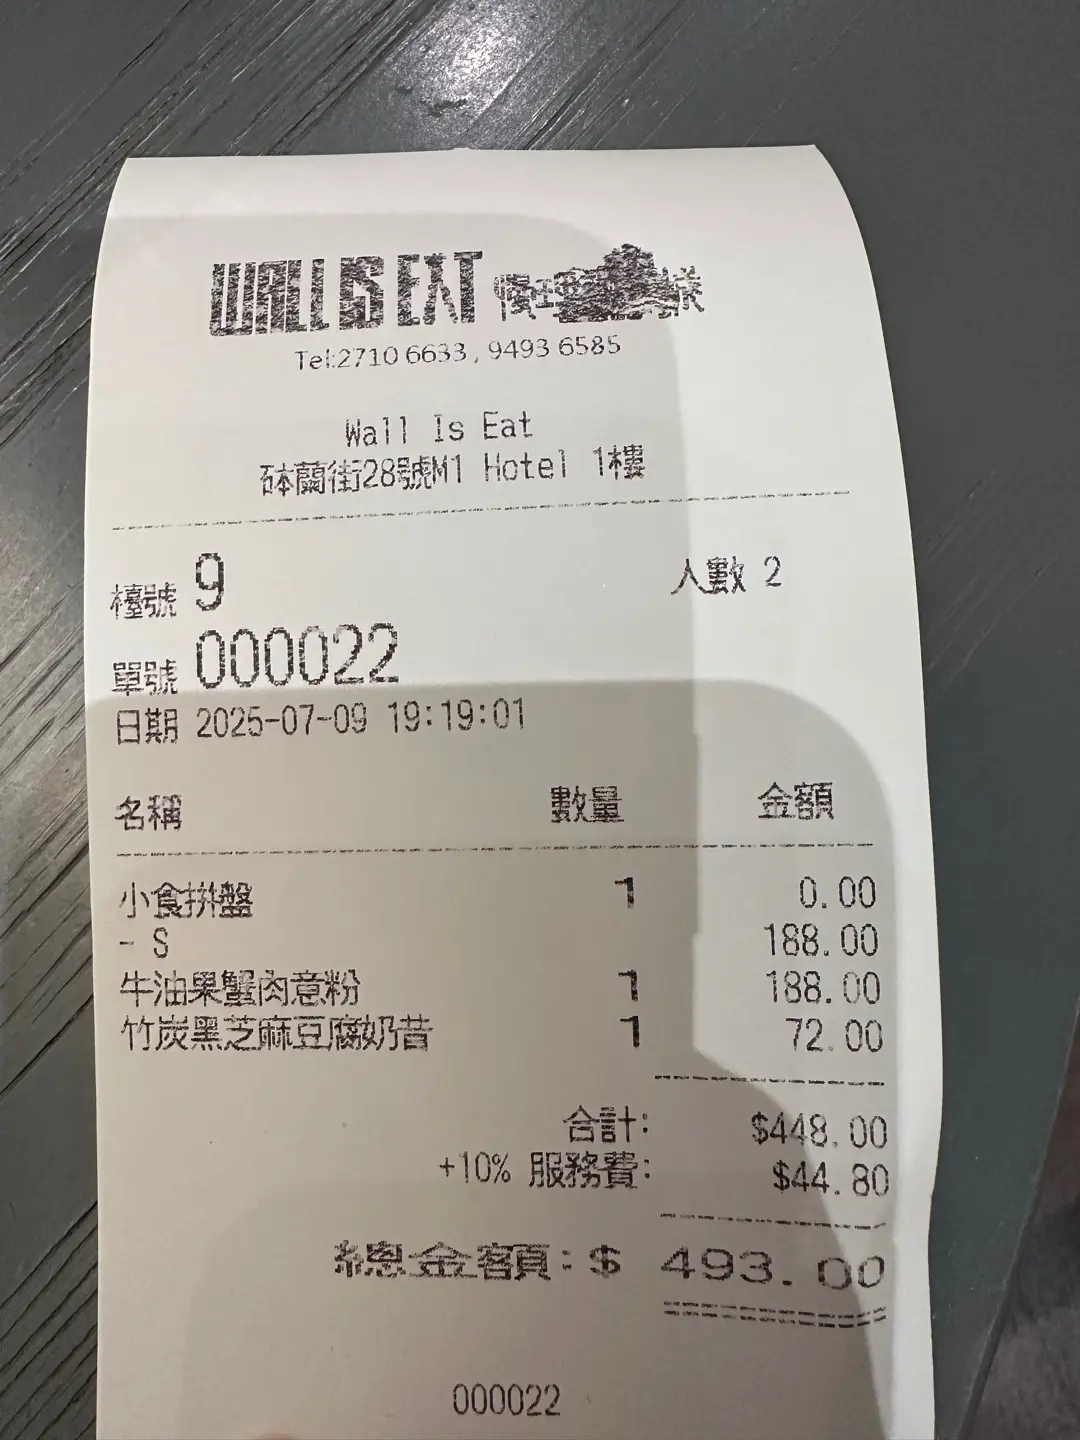 WALL IS EAT
Tel:2710 6633 , 9493 6585
Wall Is Eat
砵蘭街28號M1 Hotel 1樓
檯號 9 人數 2
單號 000022
日期 2025-07-09 19:19:01
名稱 數量 金額
小食拼盤 1 0.00
- S 188.00
牛油果蟹肉意粉 1 188.00
竹炭黑芝麻豆腐奶昔 1 72.00
合計: $448.00
+10% 服務費: $44.80
總金額: $ 493.00
000022